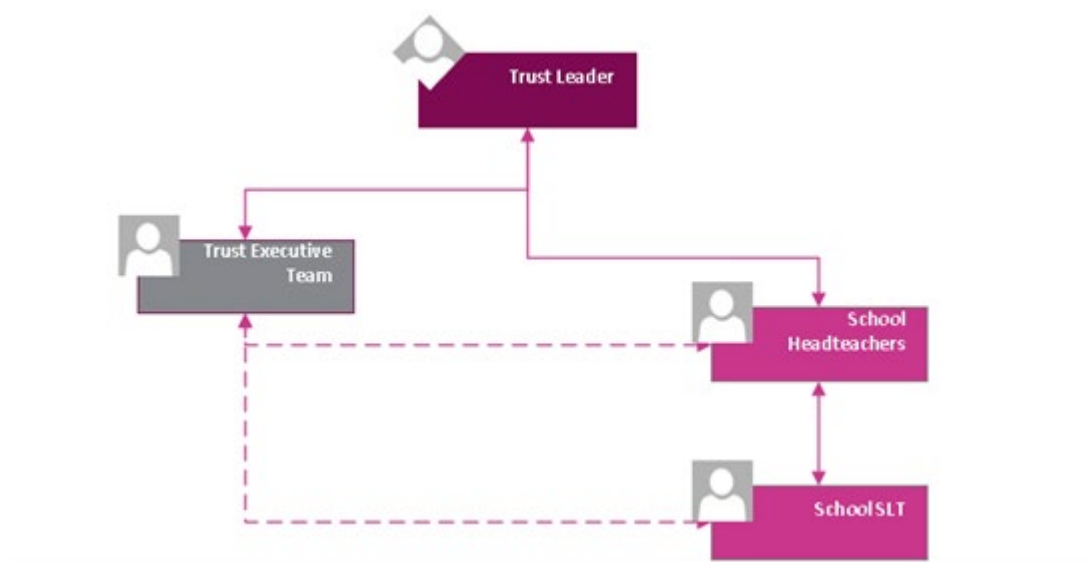 Trust Leader
Trust Executive
Team
School
Headteachers
School SLT